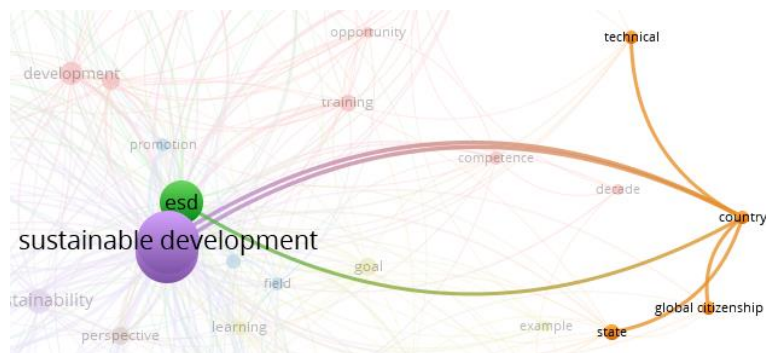 opportunity
technical
development
training
promotion
competence
decade
esd
country
sustainable development
goal
field
stainability
global citizenship
learning
example
state
perspective